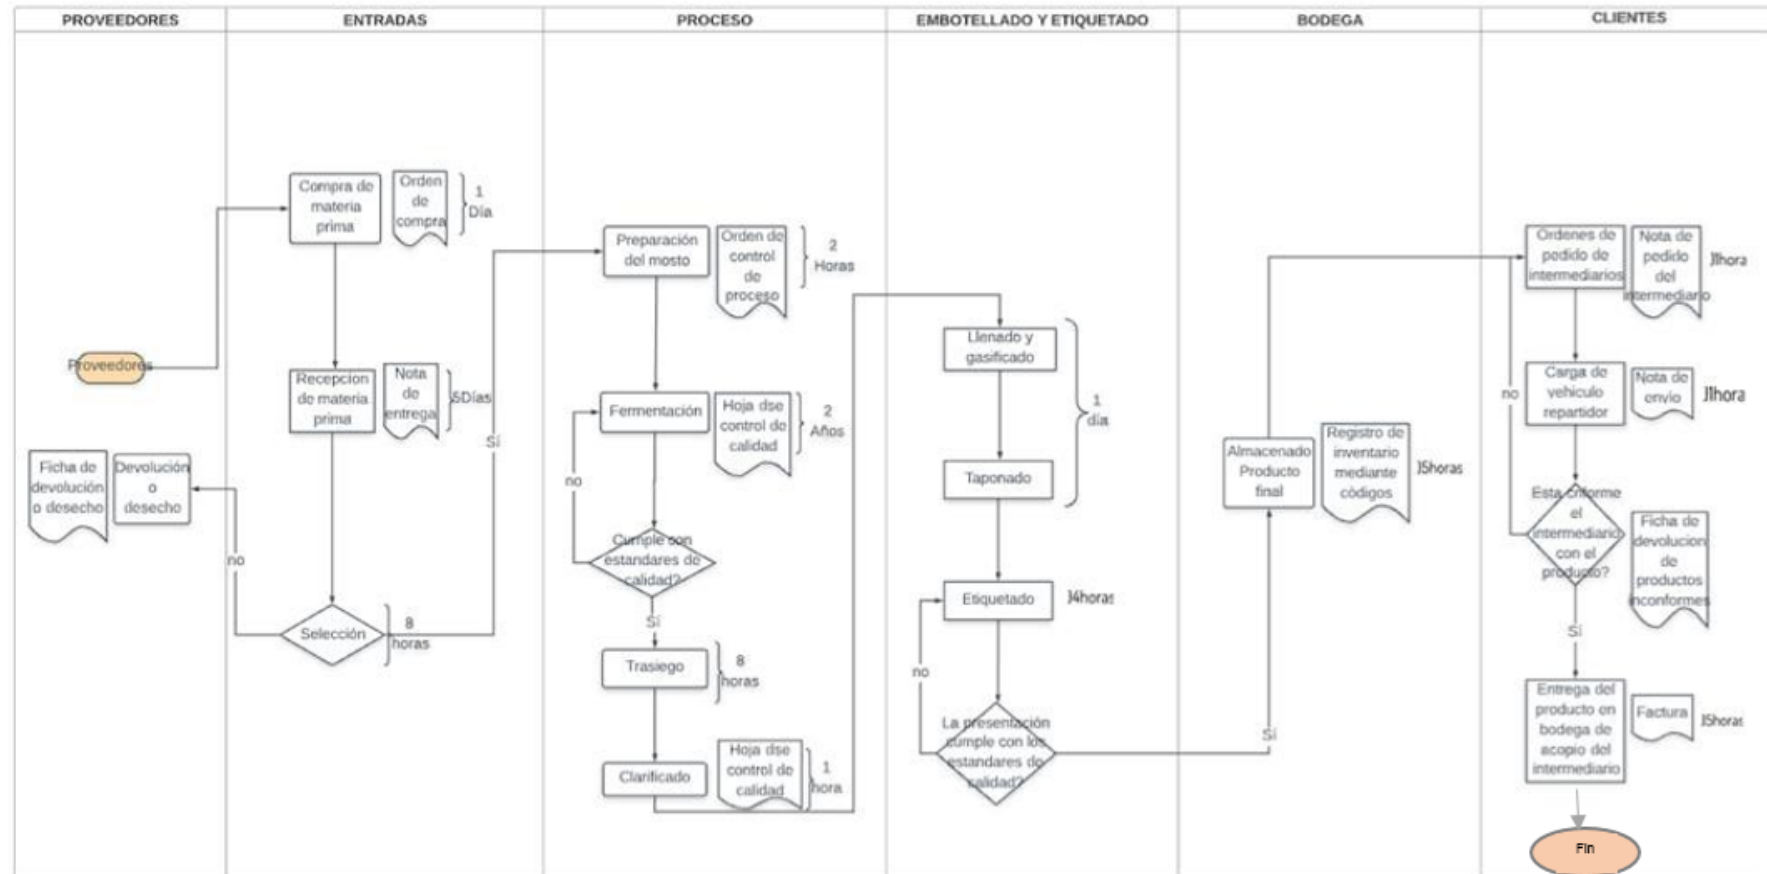 PROVEEDORES
ENTRADAS
PROCESO
EMBOTELLADO Y ETIQUETADO
BODEGA
CLIENTES
Proveedores
Ficha de
devolución
o desecho
Devolución
o
desecho
no
Compra de
materia
prima
Orden
de
compra
1
Día
Recepcion
de materia
prima
Nota
de
entrega
5Días
Selección
8
horas
Sí
Preparación
del mosto
Orden de
control
de
proceso
2
Horas
Fermentación
Hoja dse
control de
calidad
2
Años
no
Cumple con
estandares de
calidad?
Sí
Trasiego
8
horas
Clarificado
Hoja dse
control de
calidad
1
hora
Llenado y
gasificado
Taponado
1
día
Etiquetado
4horas
no
La presentación
cumple con los
estandares de
calidad?
Sí
Almacenado
Producto
final
Registro de
inventario
mediante
códigos
5horas
Ordenes de
pedido de
intermediarios
Nota de
pedido
del
intermediario
1hora
Carga de
vehiculo
repartidor
Nota de
envío
1hora
no
Esta cnforme
el
intermediario
con el
producto?
Ficha de
devolucion
de
productos
inconformes
Sí
Entrega del
producto en
bodega de
acopio del
intermediario
Factura
5horas
Fin